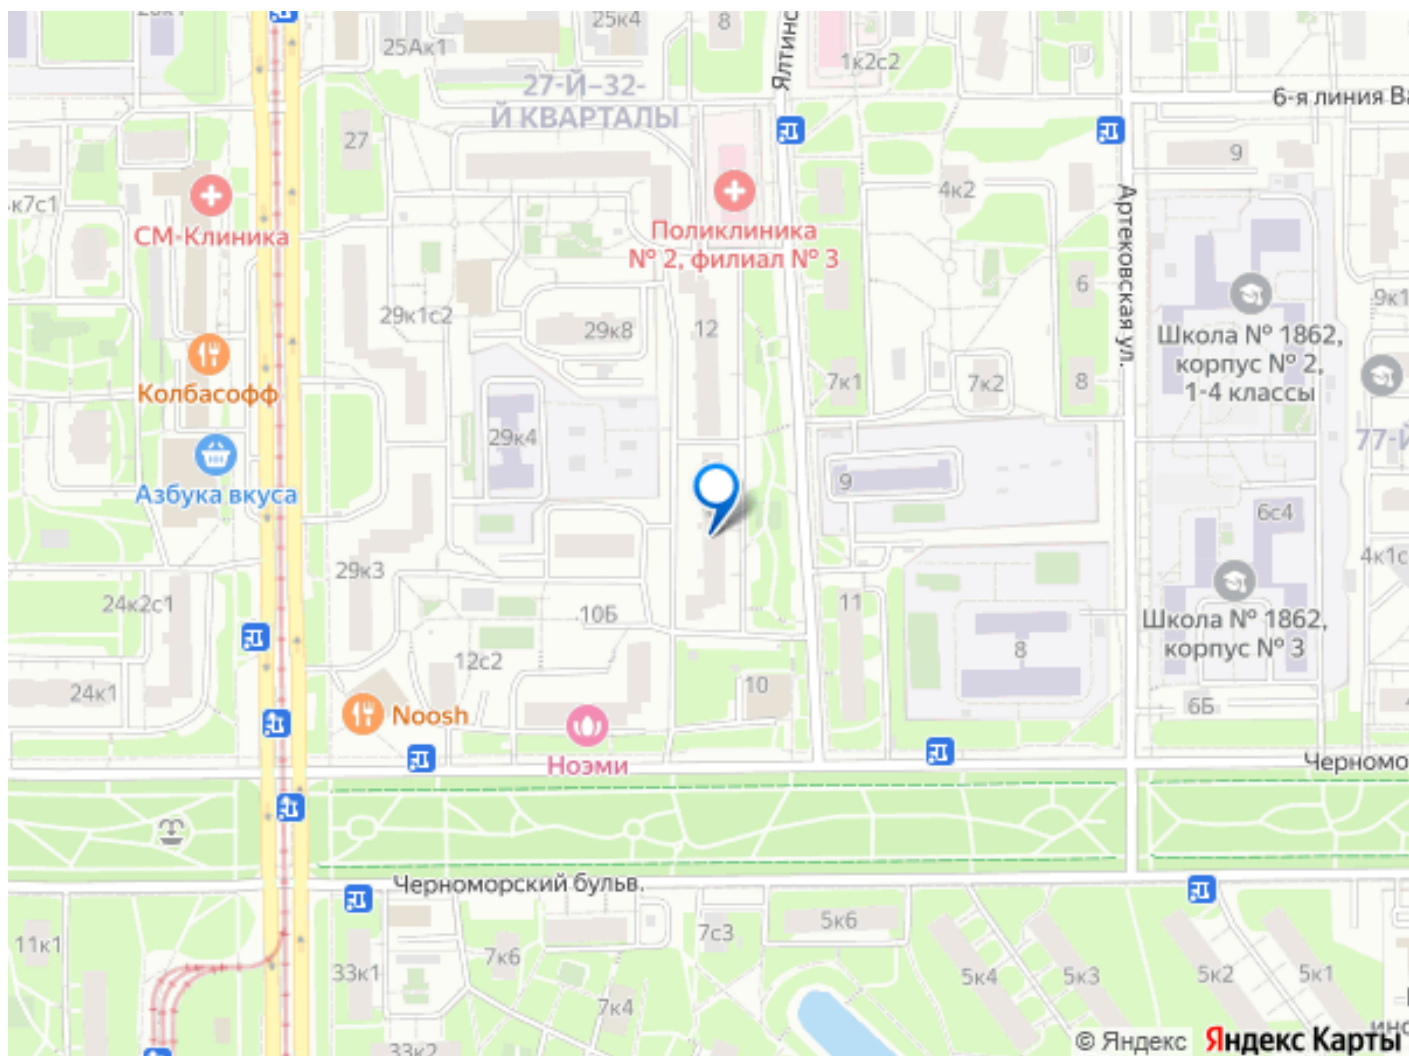 25к4
8
25Ак1
1к2с2
Ялтинс
27-Й–32-
Й КВАРТАЛЫ
6-я линия Ва
27
9
4к2
к7с1
СМ-Клиника
Поликлиника
№ 2, филиал № 3
Артековская ул.
6
9к1
29к1с2
29к8
12
Школа № 1862,
корпус № 2,
1-4 классы
Колбасофф
7к1
7к2
8
29к4
77-Й
Азбука вкуса
9
6с4
4к1с
29к3
24к2с1
10Б
11
Школа № 1862,
корпус № 3
8
12с2
24к1
10
6Б
Noosh
Ноэми
Черномо
Черноморский бульв.
11к1
5к6
7с3
7к6
33к1
5к4
5к3
5к2
5к1
7к4
33к2
инс
© Яндекс Яндекс Карты